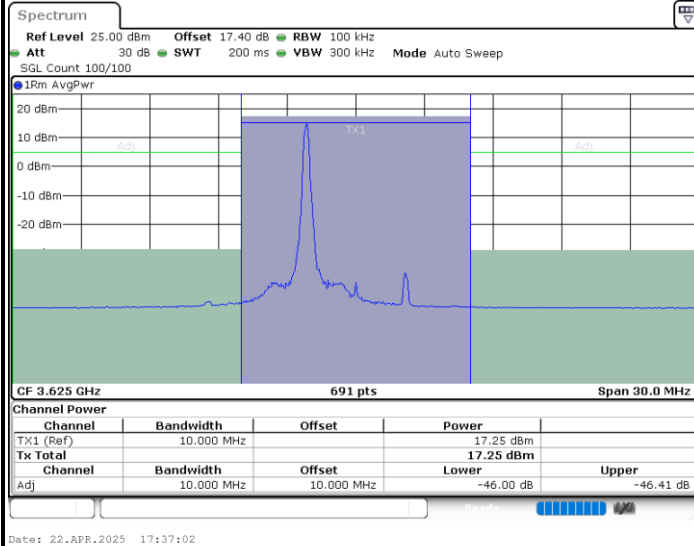 Spectrum
Ref Level 25.00 dBm Offset 17.40 dB RBW 100 kHz
Att 30 dB SWT 200 ms VBW 300 kHz Mode Auto Sweep
SGL Count 100/100
1Rm AvgPwr
20 dBm
TX1
10 dBm
Adj Adj
0 dBm
-10 dBm
-20 dBm
CF 3.625 GHz 691 pts Span 30.0 MHz
Channel Power
Channel Bandwidth Offset Power
TX1 (Ref) 10.000 MHz 17.25 dBm
Tx Total 17.25 dBm
Channel Bandwidth Offset Lower Upper
Adj 10.000 MHz 10.000 MHz -46.00 dB -46.41 dB
Ready
Date: 22.APR.2025 17:37:02